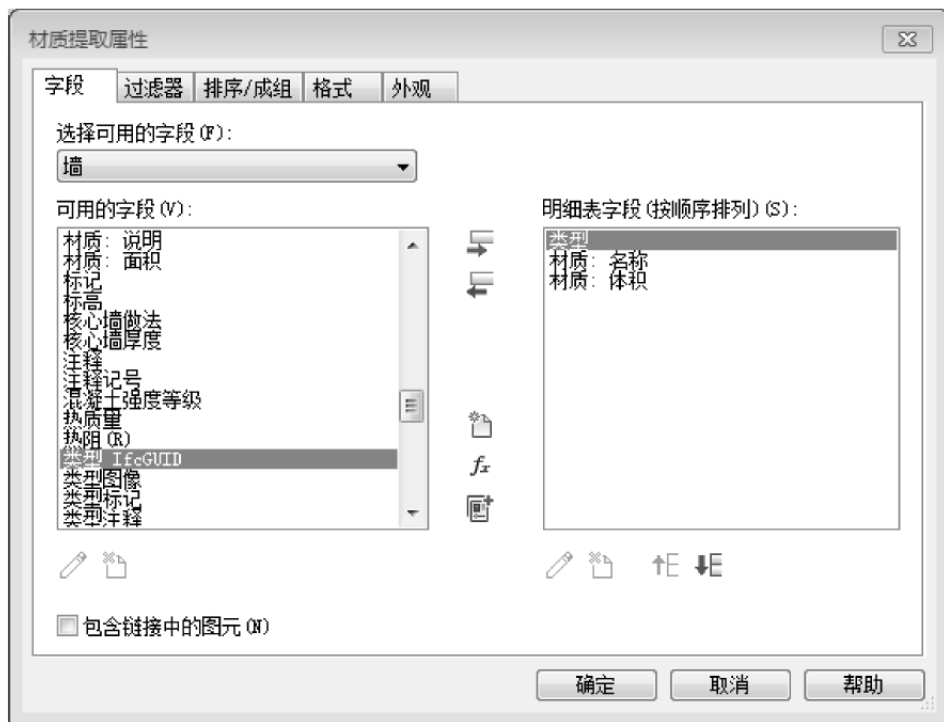 材质提取属性
字段 过滤器 排序/成组 格式 外观
选择可用的字段(F):
墙
可用的字段(V):
材质: 说明
材质: 面积
标记
标高
核心墙做法
核心墙厚度
注释
注释记号
混凝土强度等级
热质量
热阻(R)
类型 IfcGUID
类型图像
类型标记
类型注释
fx
明细表字段(按顺序排列)(S):
类型
材质: 名称
材质: 体积
包含链接中的图元(N)
确定 取消 帮助